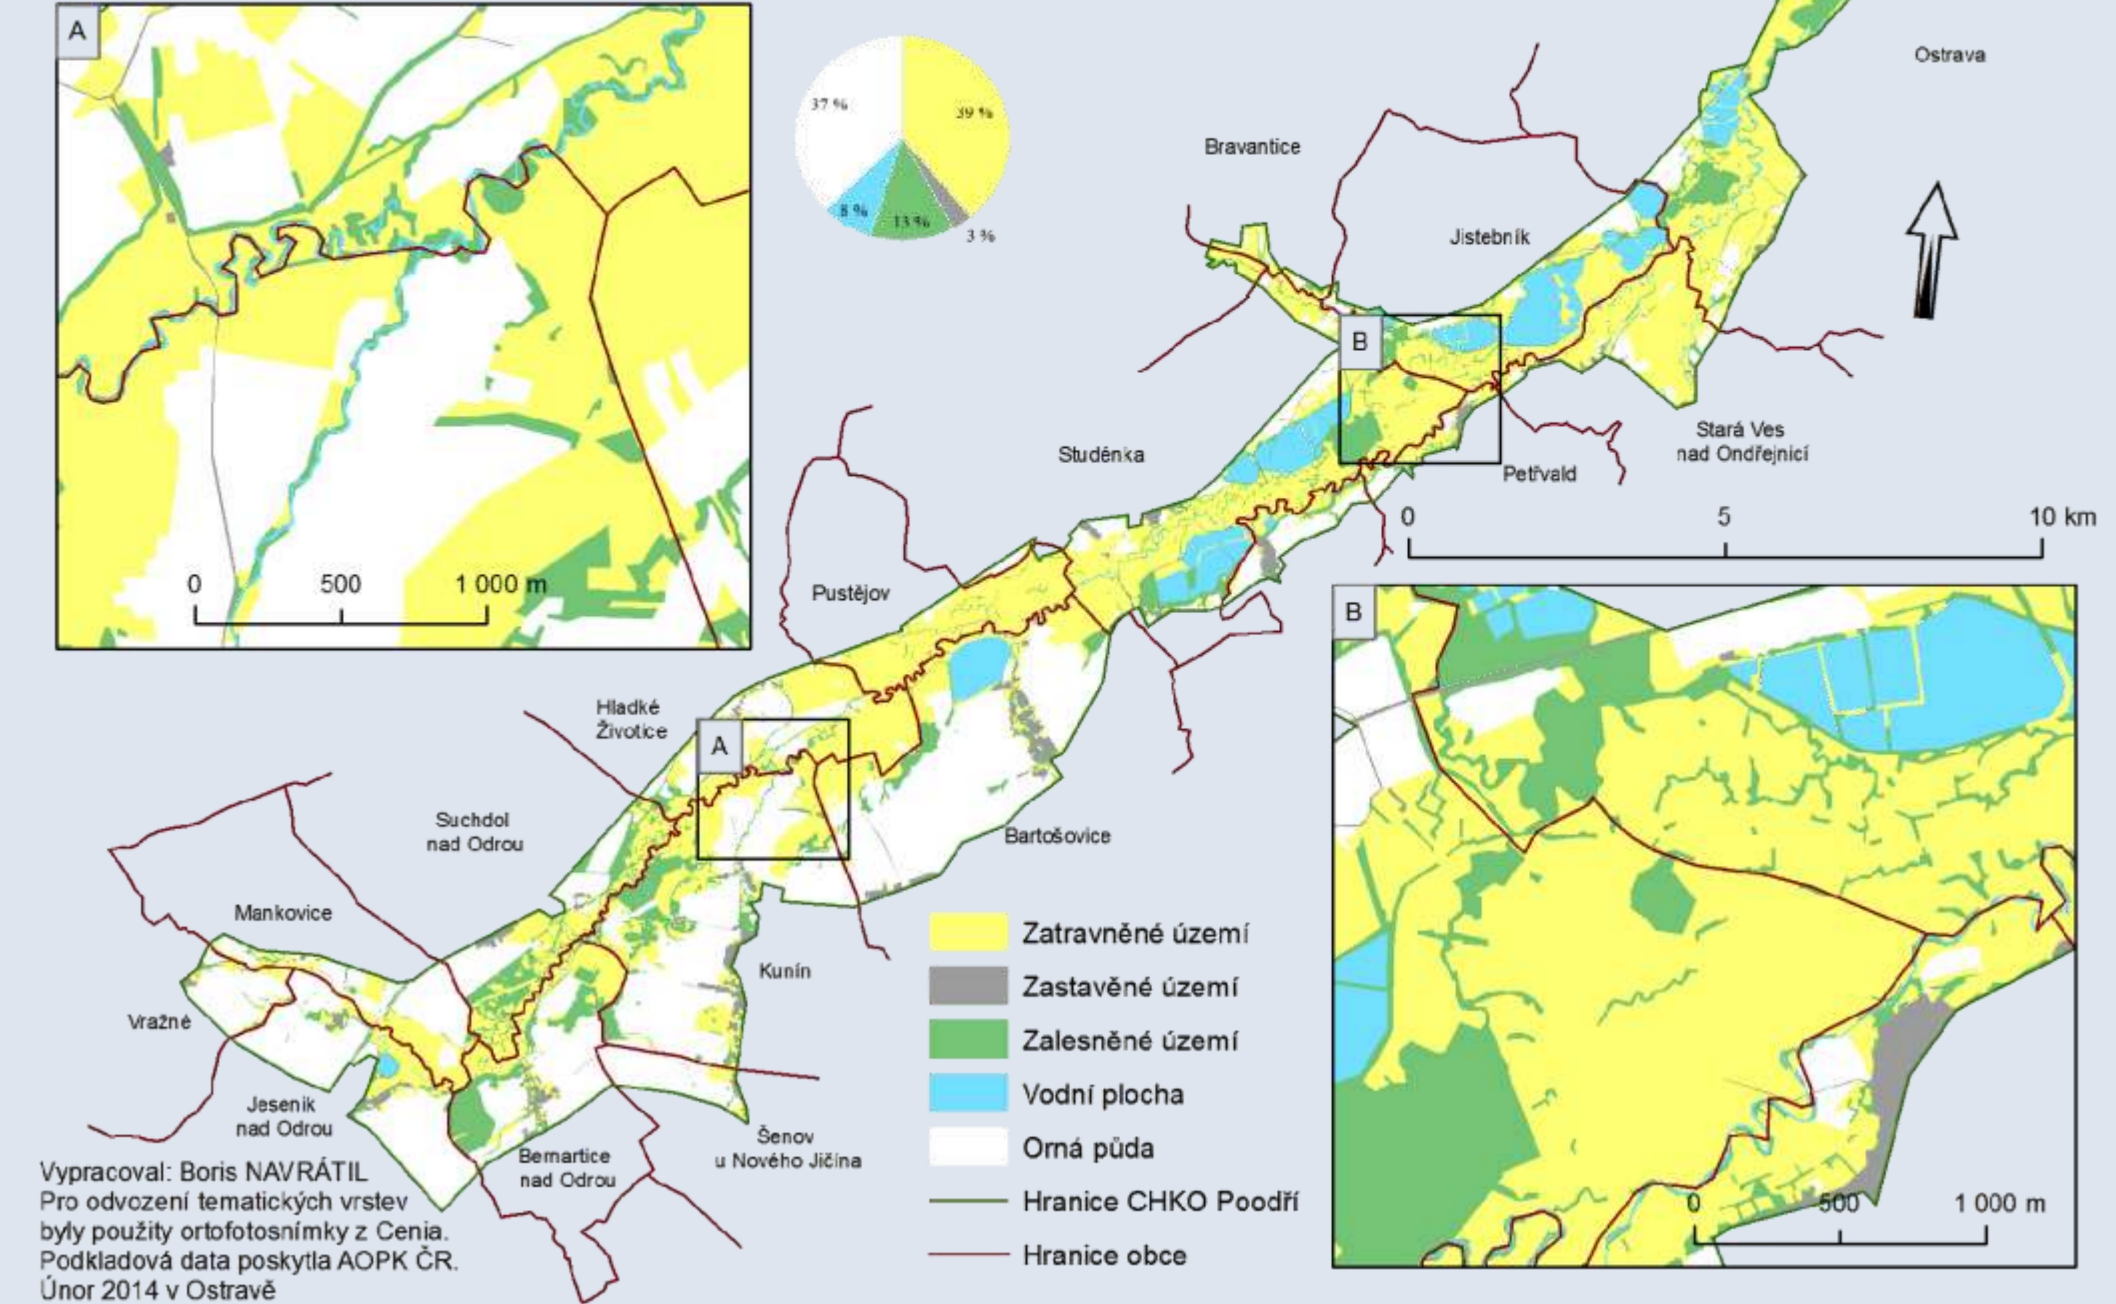 A
37 %
39 %
8 %
13 %
3 %
Ostrava
Bravantice
Jistebník
B
Studénka
Stará Ves
nad Ondřejnicí
Petřvald
0 5 10 km
0 500 1 000 m
Pustějov
B
Hladké
Životice
A
Suchdol
nad Odrou
Bartošovice
Mankovice
Kunín
Vražné
Jeseník
nad Odrou
Bernartice
nad Odrou
Šenov
u Nového Jičína
Zatravněné území
Zastavěné území
Zalesněné území
Vodní plocha
Orná půda
Hranice CHKO Poodří
Hranice obce
0 500 1 000 m
Vypracoval: Boris NAVRÁTIL
Pro odvození tematických vrstev
byly použity ortofotosnímky z Cenia.
Podkladová data poskytla AOPK ČR.
Únor 2014 v Ostravě